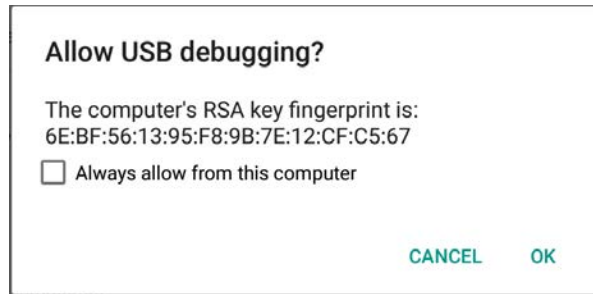 Allow USB debugging?
The computer's RSA key fingerprint is:
6E:BF:56:13:95:F8:9B:7E:12:CF:C5:67
Always allow from this computer
CANCEL OK